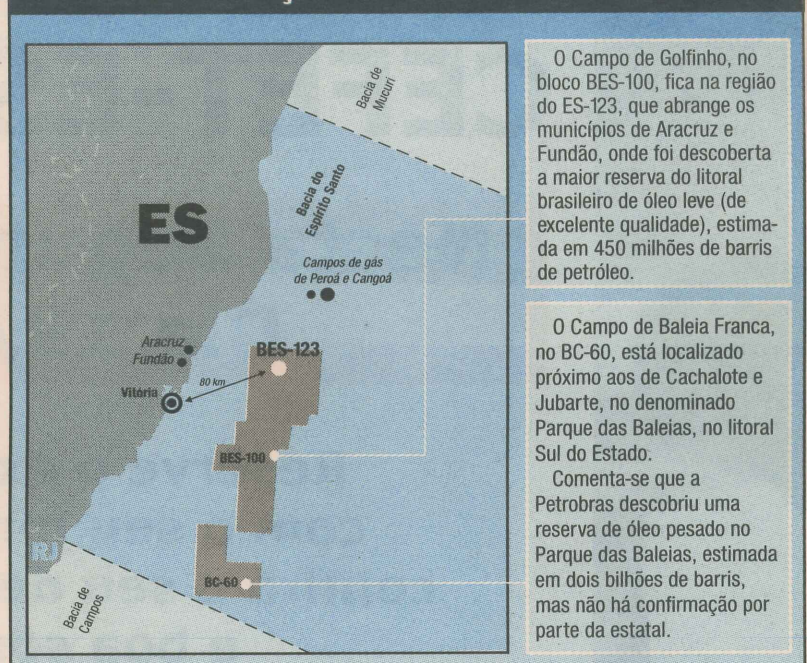 Bacia de
Mucuri
Bacia do
Espírito Santo
ES
Campos de gás
de Peroá e Cangoá
Aracruz
Fundão
BES-123
80 km
Vitória
BES-100
RJ
BC-60
Bacia de
Campos
O Campo de Golfinho, no
bloco BES-100, fica na região
do ES-123, que abrange os
municípios de Aracruz e
Fundão, onde foi descoberta
a maior reserva do litoral
brasileiro de óleo leve (de
excelente qualidade), estima-
da em 450 milhões de barris
de petróleo.
O Campo de Baleia Franca,
no BC-60, está localizado
próximo aos de Cachalote e
Jubarte, no denominado
Parque das Baleias, no litoral
Sul do Estado.
Comenta-se que a
Petrobras descobriu uma
reserva de óleo pesado no
Parque das Baleias, estimada
em dois bilhões de barris,
mas não há confirmação por
parte da estatal.